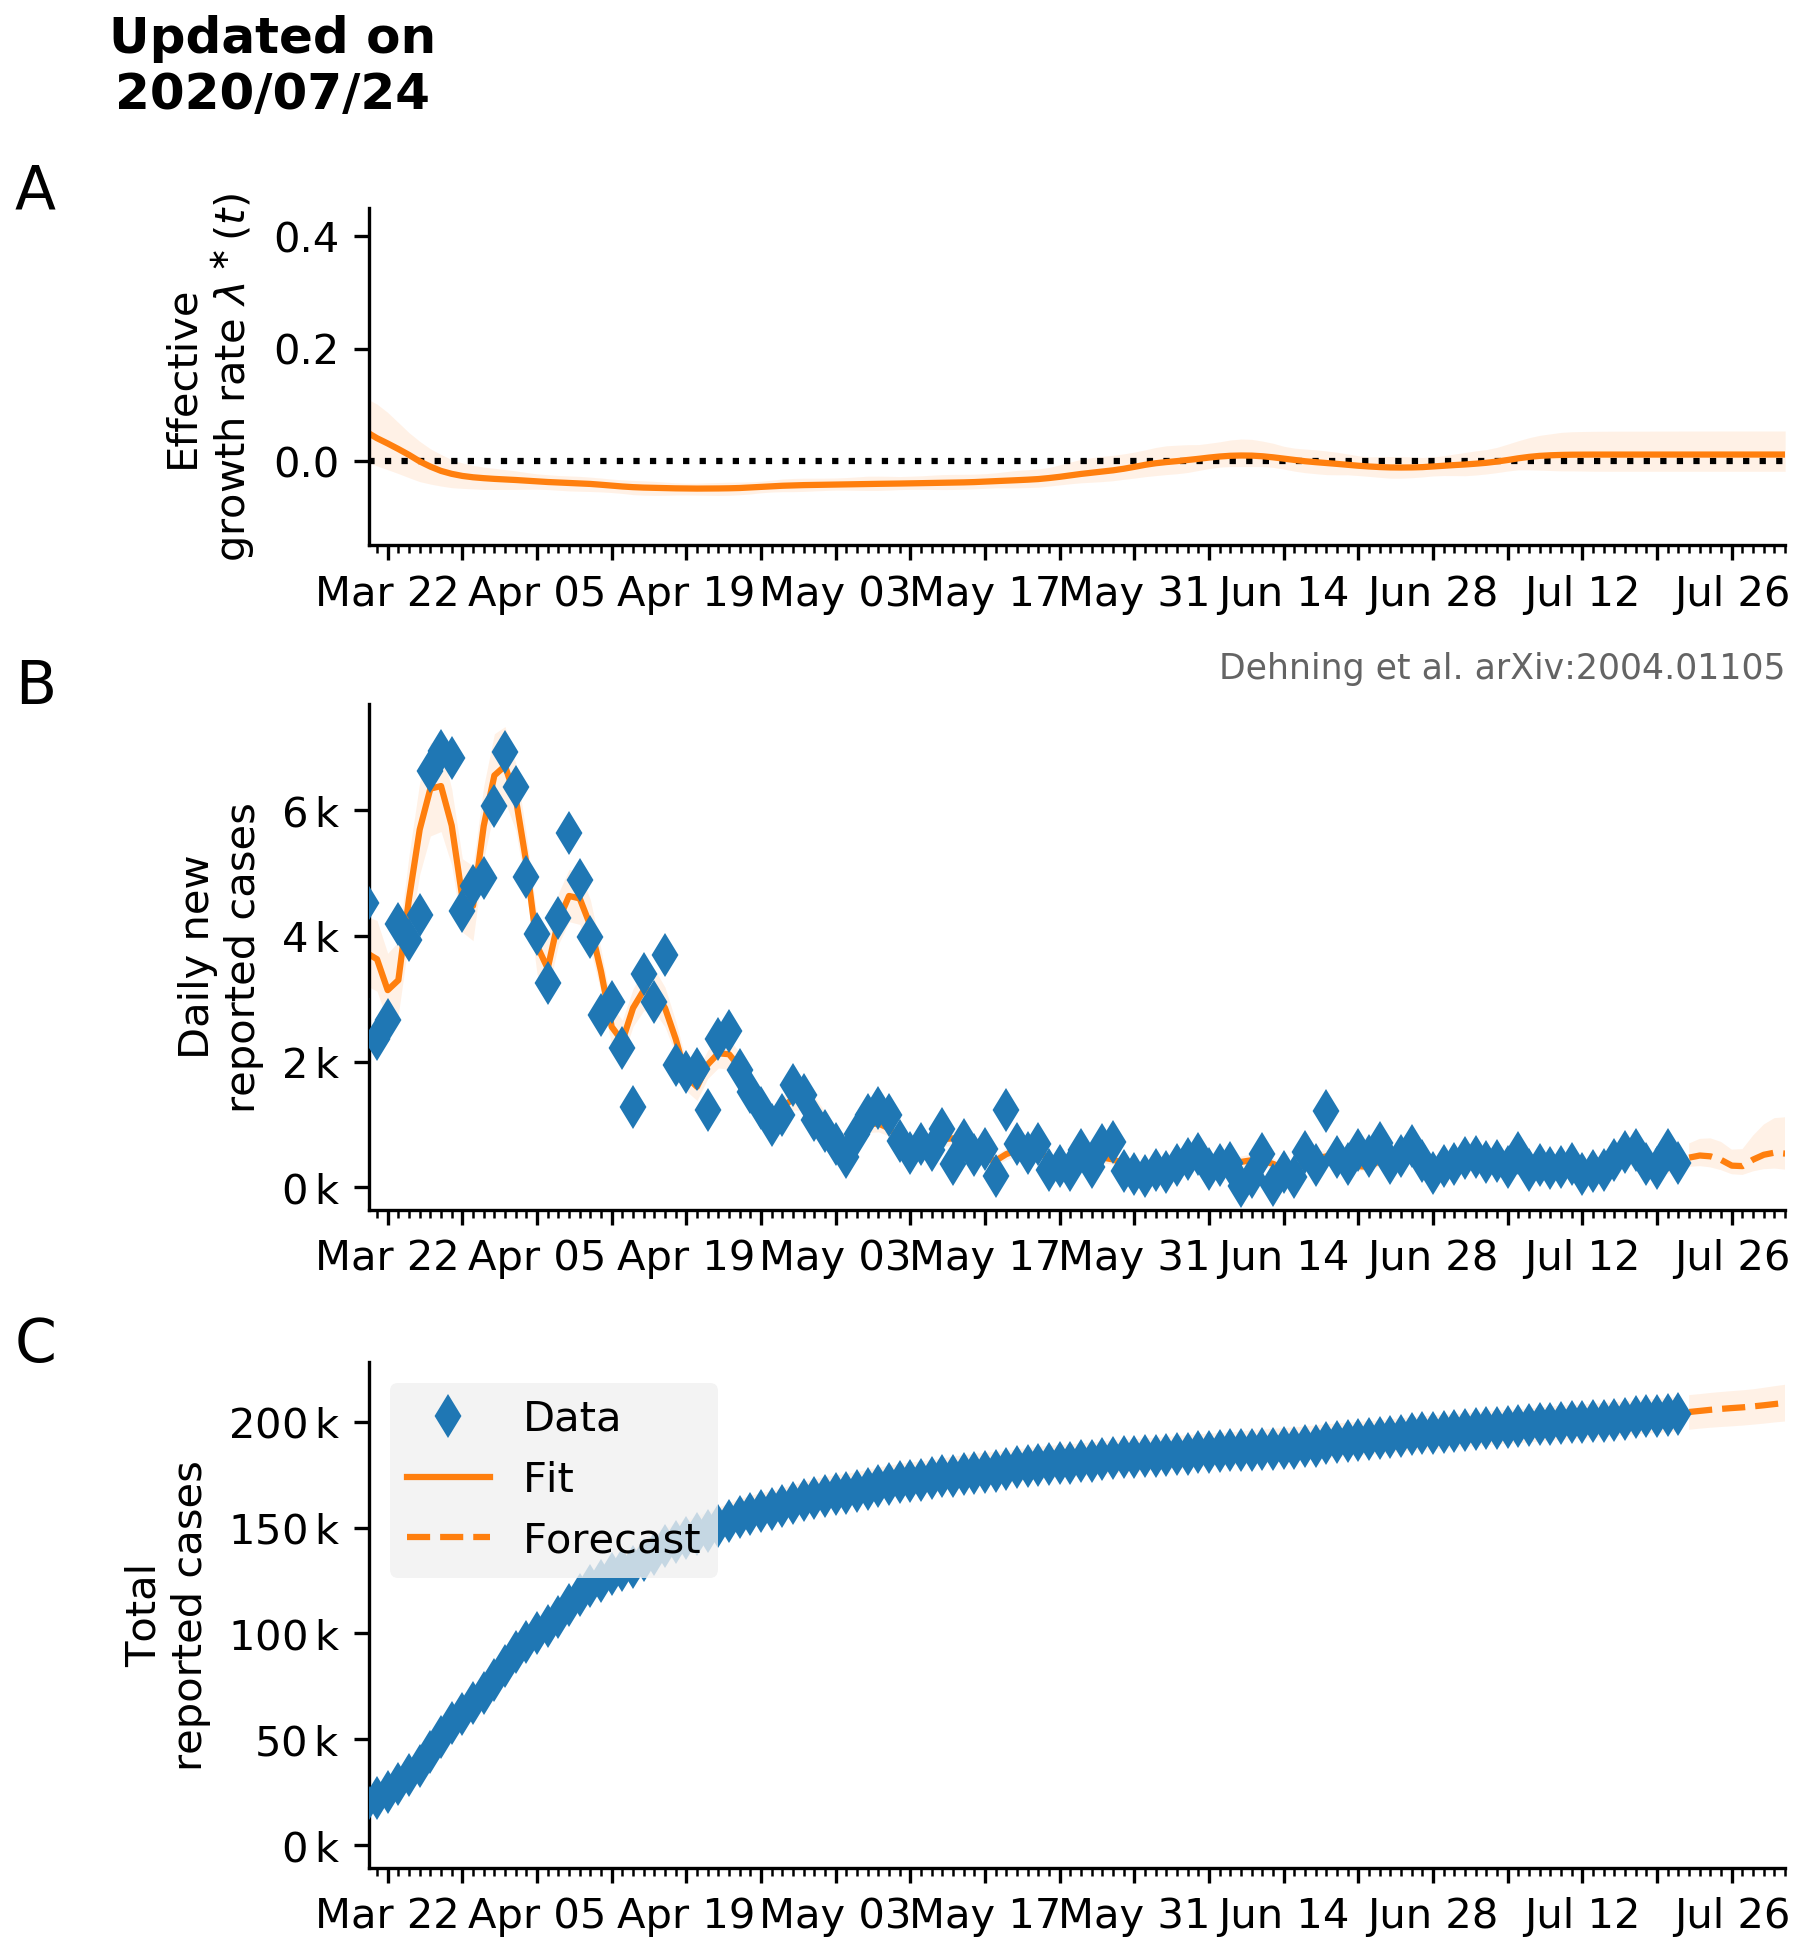 Updated on
2020/07/24
A
Effective
growth rate λ * (t)
0.4
0.2
0.0
Mar 22 Apr 05 Apr 19 May 03 May 17 May 31 Jun 14 Jun 28 Jul 12 Jul 26
B
Dehning et al. arXiv:2004.01105
Daily new
reported cases
6 k
4 k
2 k
0 k
Mar 22 Apr 05 Apr 19 May 03 May 17 May 31 Jun 14 Jun 28 Jul 12 Jul 26
C
Total
reported cases
200 k
150 k
100 k
50 k
0 k
Data
Fit
Forecast
Mar 22 Apr 05 Apr 19 May 03 May 17 May 31 Jun 14 Jun 28 Jul 12 Jul 26